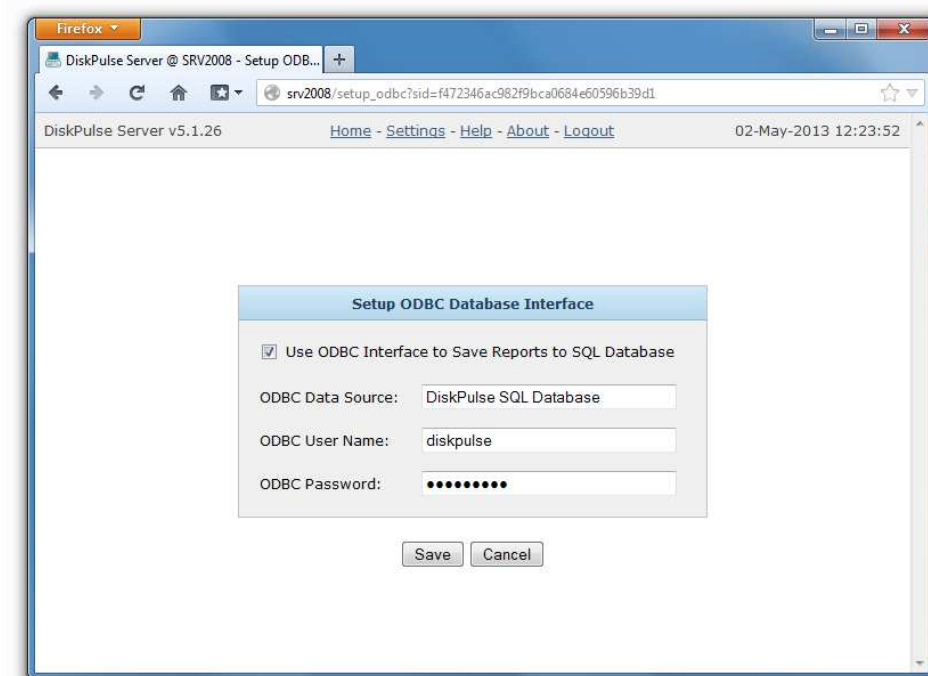 Firefox
DiskPulse Server @ SRV2008 - Setup ODB...
srv2008/setup_odbc?sid=f472346ac982f9bca0684e60596b39d1
DiskPulse Server v5.1.26 Home - Settings - Help - About - Logout 02-May-2013 12:23:52
Setup ODBC Database Interface
Use ODBC Interface to Save Reports to SQL Database
ODBC Data Source: DiskPulse SQL Database
ODBC User Name: diskpulse
ODBC Password: •••••••••
Save Cancel